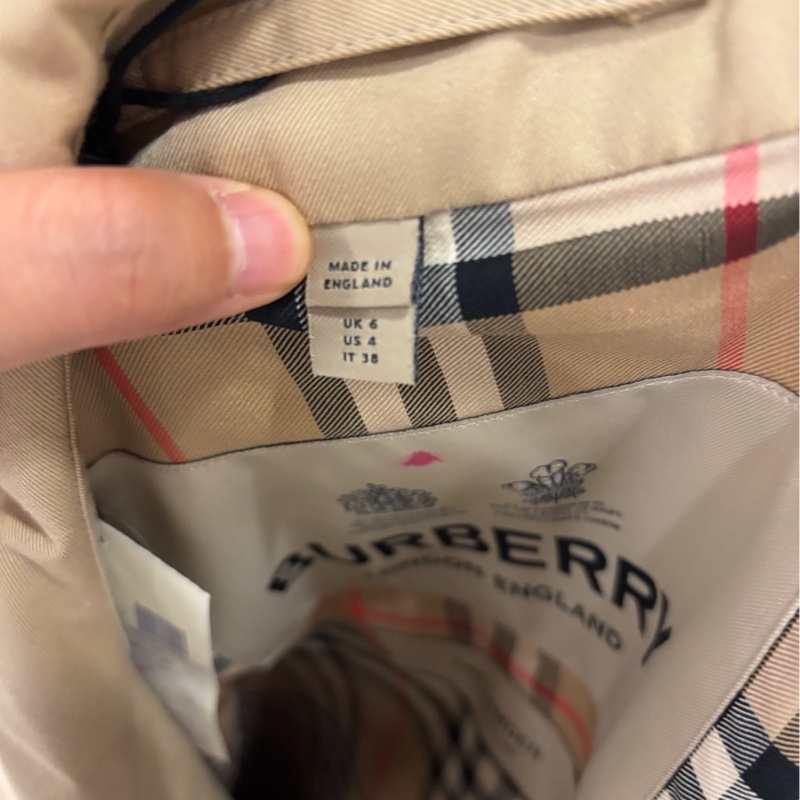 MADE IN
ENGLAND
UK 6
US 4
IT 38
BURBERRY
LONDON ENGLAND